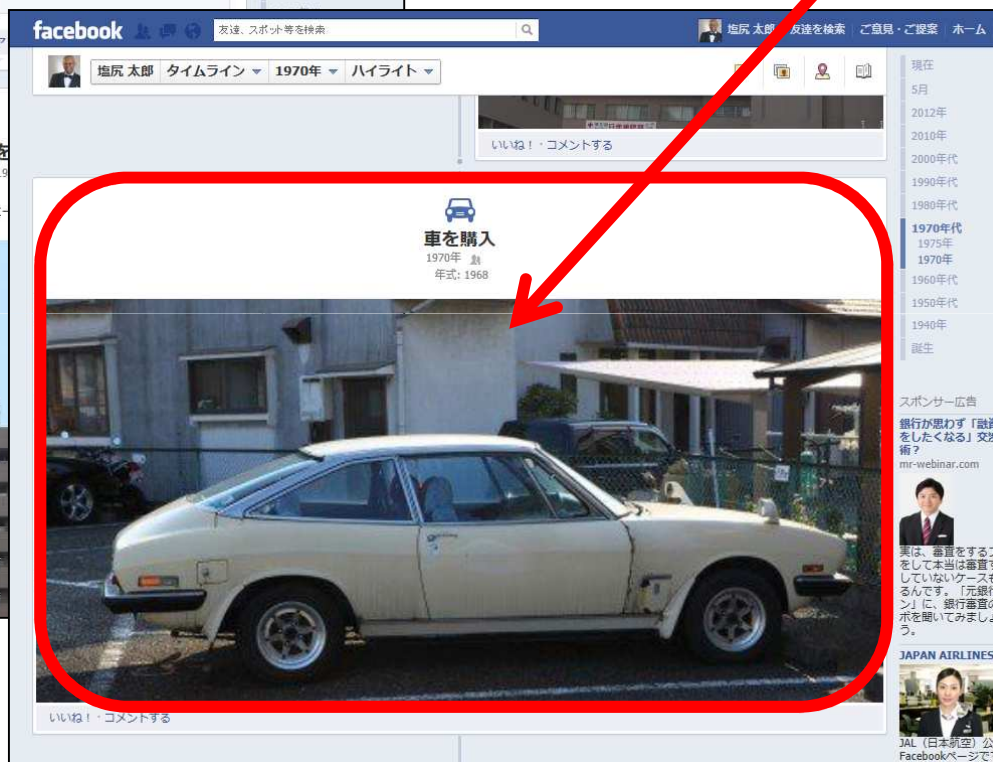 facebook
友達、スポット等を検索
塩尻 太郎
友達を検索
ご意見・ご提案
ホーム
塩尻 太郎
タイムライン
1970年
ハイライト
いいね！・コメントする
車を購入
1970年
年式: 1968
いいね！・コメントする
現在
5月
2012年
2010年
2000年代
1990年代
1980年代
1970年代
1975年
1970年
1960年代
1950年代
1940年
誕生
スポンサー広告
銀行が思わず「融資
をしたくなる」交渉
術？
mr-webinar.com
実は、審査をする
をして本当は審査
していないケースも
るんです。「元銀行
ン」に、銀行審査の
ボを聞いてみましょ
う。
JAPAN AIRLINES
JAL（日本航空）公
Facebookページで